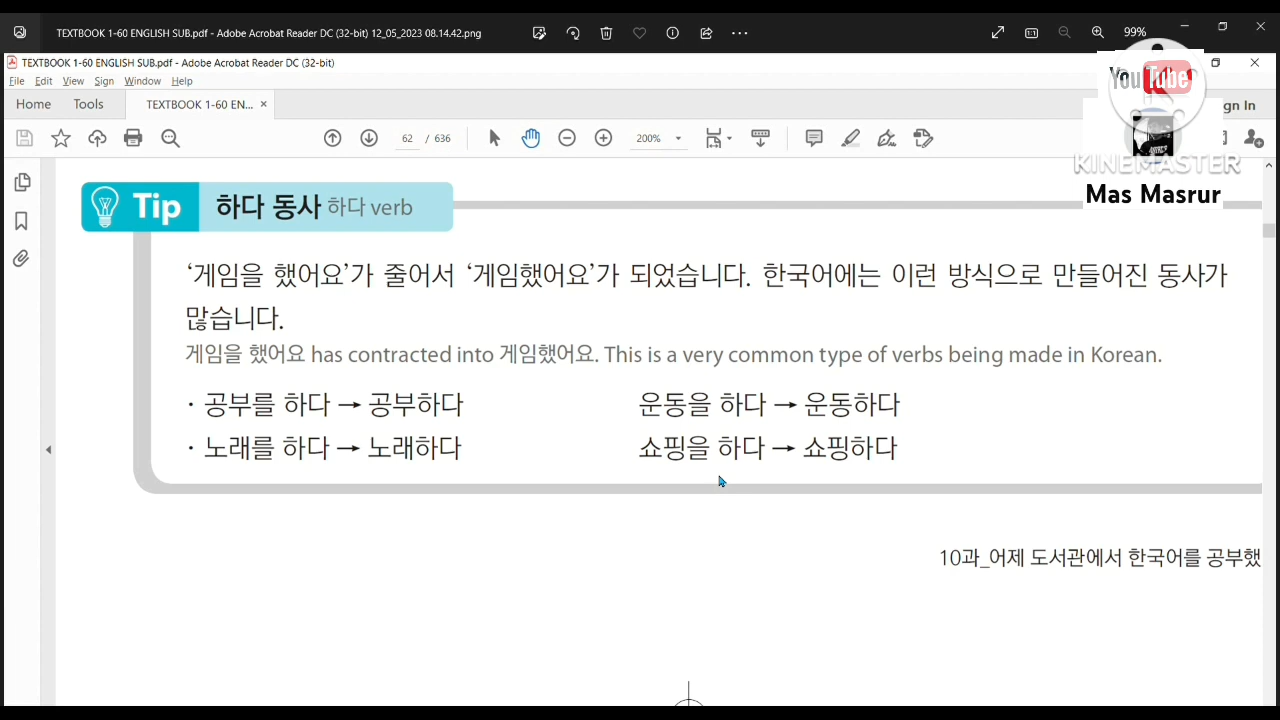 TEXTBOOK 1-60 ENGLISH SUB.pdf - Adobe Acrobat Reader DC (32-bit) 12_05_2023 08.14.42.png
99%
TEXTBOOK 1-60 ENGLISH SUB.pdf - Adobe Acrobat Reader DC (32-bit)
File Edit View Sign Window Help
YouTube
Home Tools TEXTBOOK 1-60 EN... × gn In
62 / 636 200%
KINEMASTER
Mas Masrur
Tip 하다 동사 하다 verb
‘게임을 했어요’가 줄어서 ‘게임했어요’가 되었습니다. 한국어에는 이런 방식으로 만들어진 동사가
많습니다.
게임을 했어요 has contracted into 게임했어요. This is a very common type of verbs being made in Korean.
· 공부를 하다 → 공부하다 운동을 하다 → 운동하다
· 노래를 하다 → 노래하다 쇼핑을 하다 → 쇼핑하다
10과_어제 도서관에서 한국어를 공부했